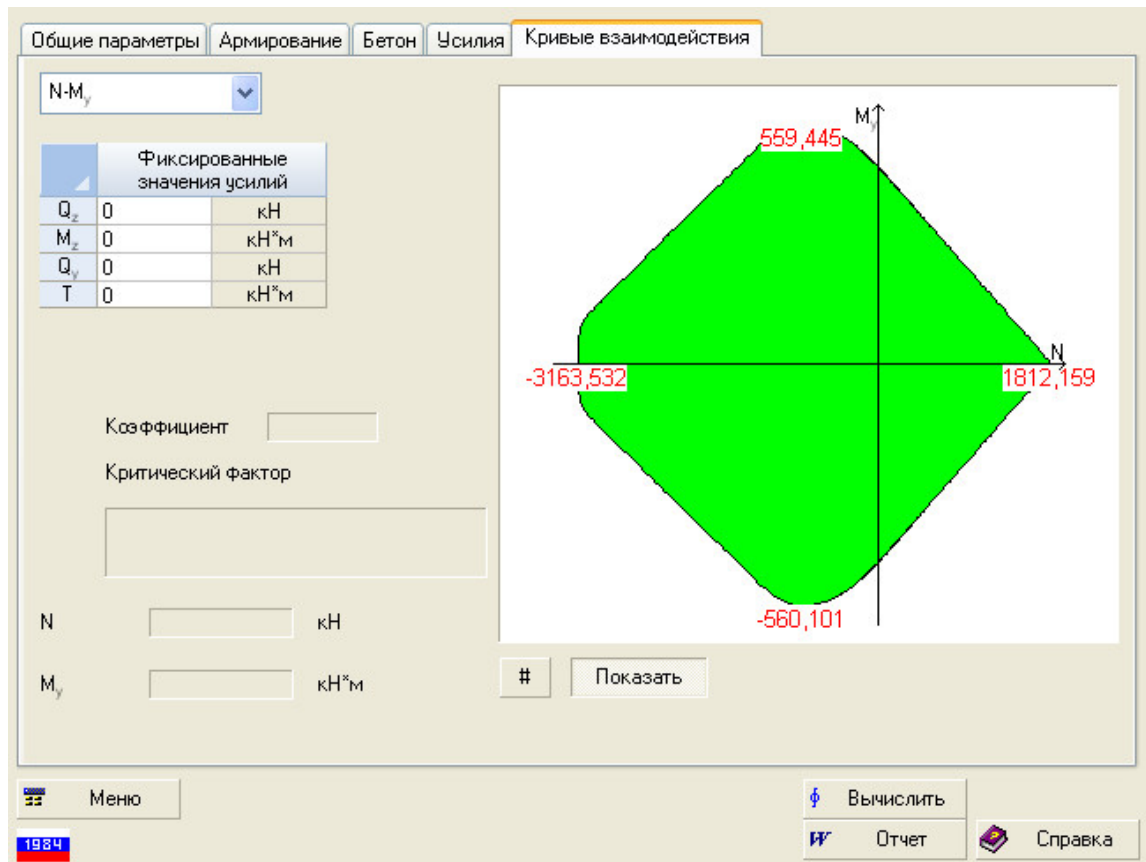 Общие параметры Армирование Бетон Усилия Кривые взаимодействия
N-My
Фиксированные
значения усилий
Qz 0 кН
Mz 0 кН*м
Qy 0 кН
T 0 кН*м
Коэффициент
Критический фактор
N кН
My кН*м
My
559,445
N
-3163,532 1812,159
-560,101
# Показать
Меню
Вычислить
1984
W Отчет
Справка